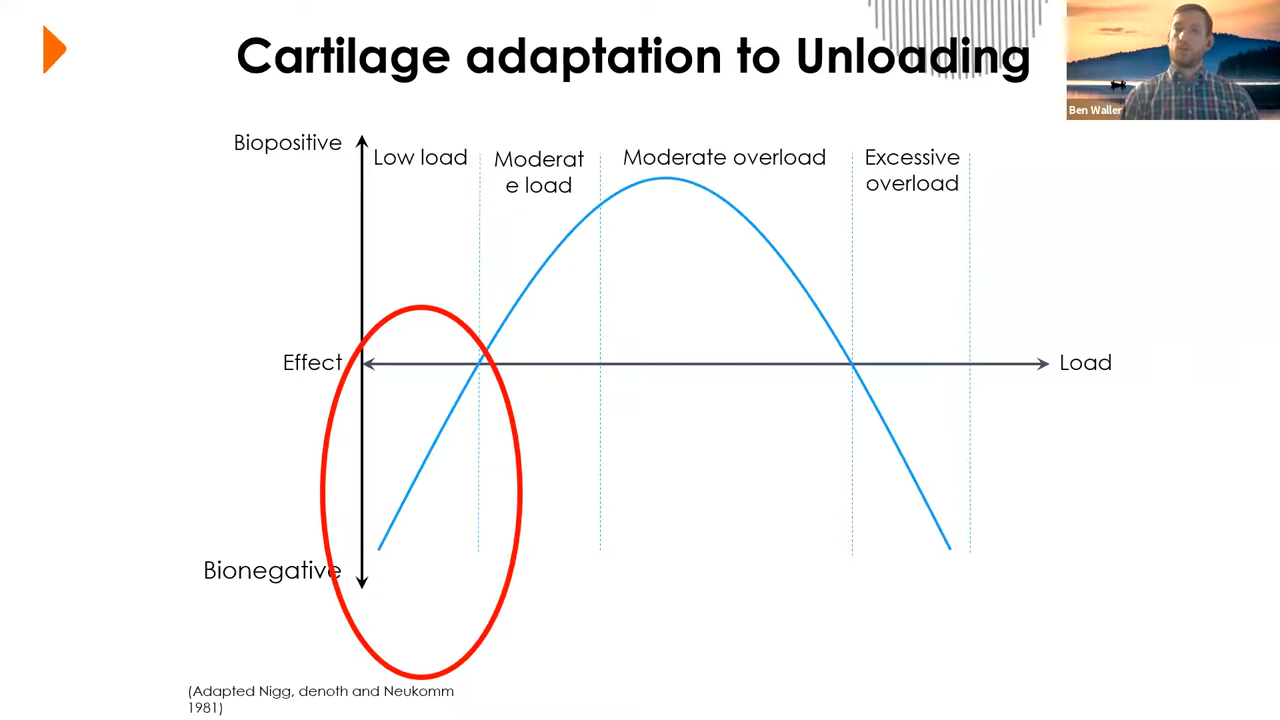 Cartilage adaptation to Unloading
Ben Waller
Biopositive
Low load
Moderat
e load
Moderate overload
Excessive
overload
Effect
Load
Bionegative
(Adapted Nigg, denoth and Neukomm
1981)